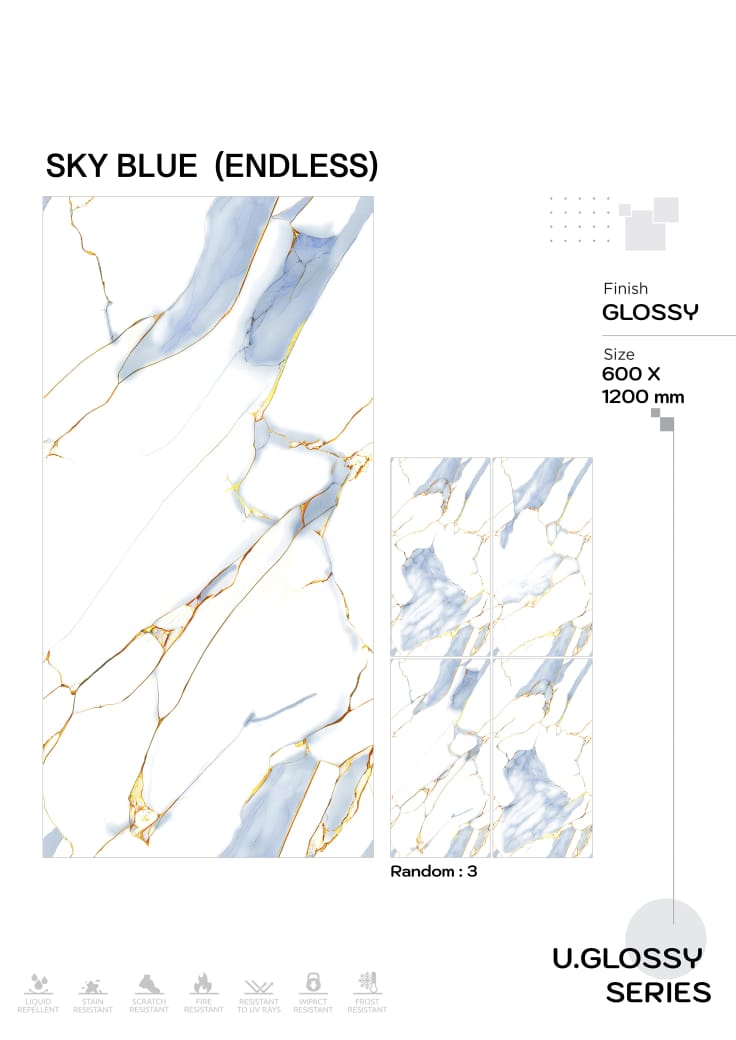 SKY BLUE (ENDLESS)
Finish
GLOSSY
Size
600 X
1200 mm
Random : 3
U.GLOSSY
SERIES
LIQUID
REPELLENT
STAIN
RESISTANT
SCRATCH
RESISTANT
FIRE
RESISTANT
RESISTANT
TO UV RAYS
IMPACT
RESISTANT
FROST
RESISTANT